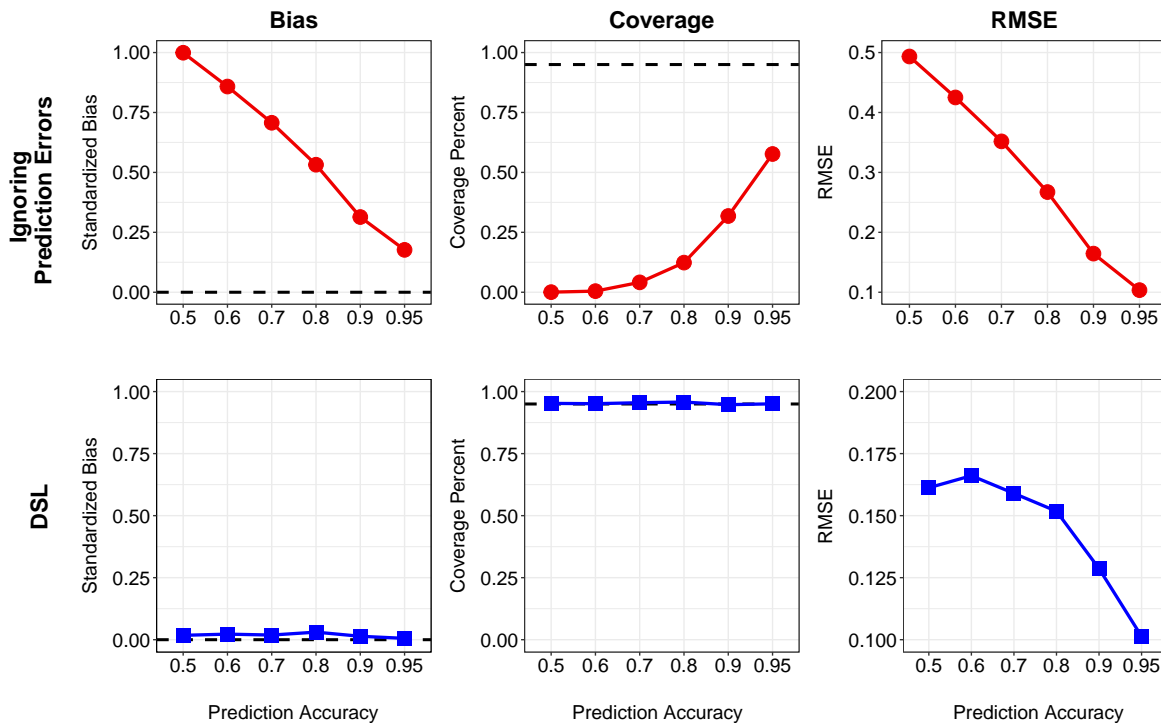 Bias
Coverage
RMSE
Ignoring
Prediction Errors
Standardized Bias
1.00
0.75
0.50
0.25
0.00
0.5 0.6 0.7 0.8 0.9 0.95
Coverage Percent
1.00
0.75
0.50
0.25
0.00
0.5 0.6 0.7 0.8 0.9 0.95
RMSE
0.5
0.4
0.3
0.2
0.1
0.5 0.6 0.7 0.8 0.9 0.95
DSL
Standardized Bias
1.00
0.75
0.50
0.25
0.00
0.5 0.6 0.7 0.8 0.9 0.95
Prediction Accuracy
Coverage Percent
1.00
0.75
0.50
0.25
0.00
0.5 0.6 0.7 0.8 0.9 0.95
Prediction Accuracy
RMSE
0.200
0.175
0.150
0.125
0.100
0.5 0.6 0.7 0.8 0.9 0.95
Prediction Accuracy